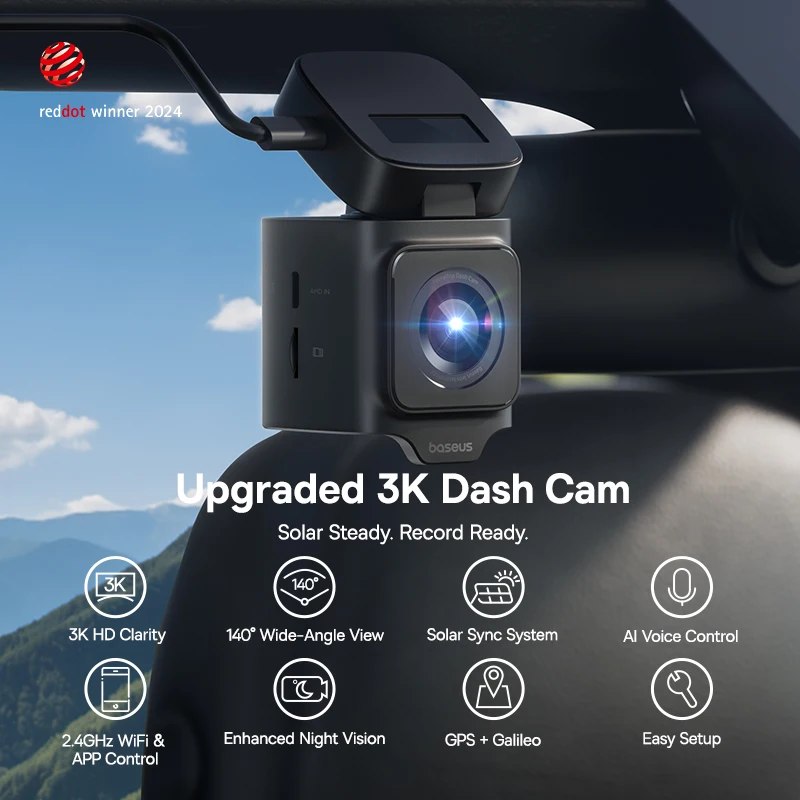 reddot winner 2024
baseus
Upgraded 3K Dash Cam
Solar Steady. Record Ready.
3K
140°
3K HD Clarity
140° Wide-Angle View
Solar Sync System
AI Voice Control
2.4GHz WiFi &
APP Control
Enhanced Night Vision
GPS + Galileo
Easy Setup